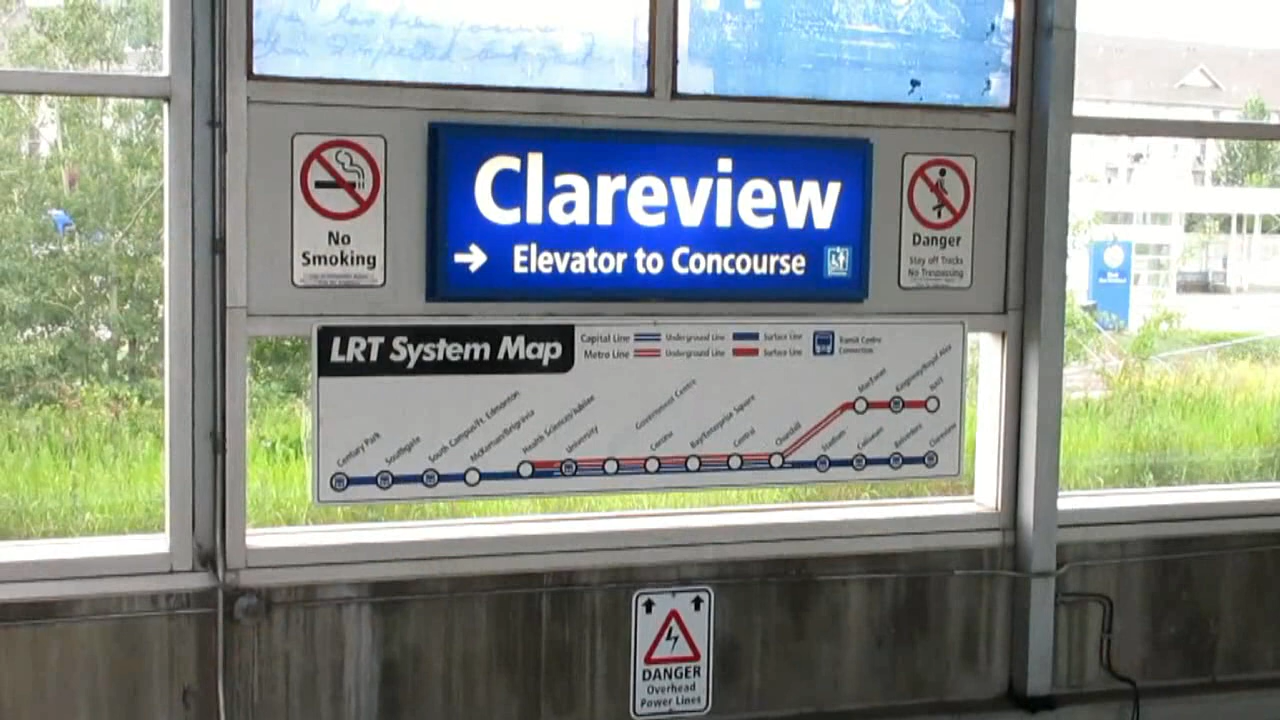 No
Smoking
Clareview
→ Elevator to Concourse
Danger
Stay off Tracks
No Trespassing
LRT System Map
Capital Line
Underground Line
Surface Line
Metro Line
Underground Line
Surface Line
Transit Centre
Connections
Century Park
Southgate
South Campus/Ft. Edmonton
McKernan/Belgravia
Health Sciences/Jubilee
University
Government Centre
Corona
Bay/Enterprise Square
Central
Churchill
Stadium
Coliseum
Belvedere
Clareview
MacEwan
Kingsway/Royal Alex
NAIT
DANGER
Overhead
Power Lines